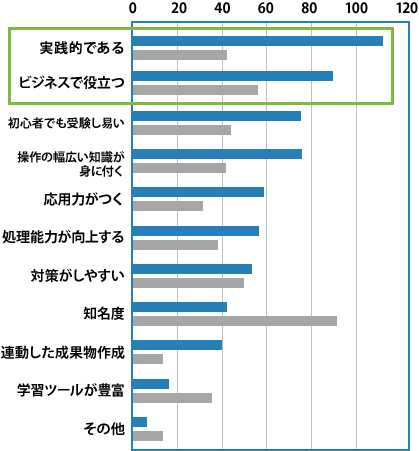 0 20 40 60 80 100 120
実践的である
ビジネスで役立つ
初心者でも受験し易い
操作の幅広い知識が
身に付く
応用力がつく
処理能力が向上する
対策がしやすい
知名度
連動した成果物作成
学習ツールが豊富
その他